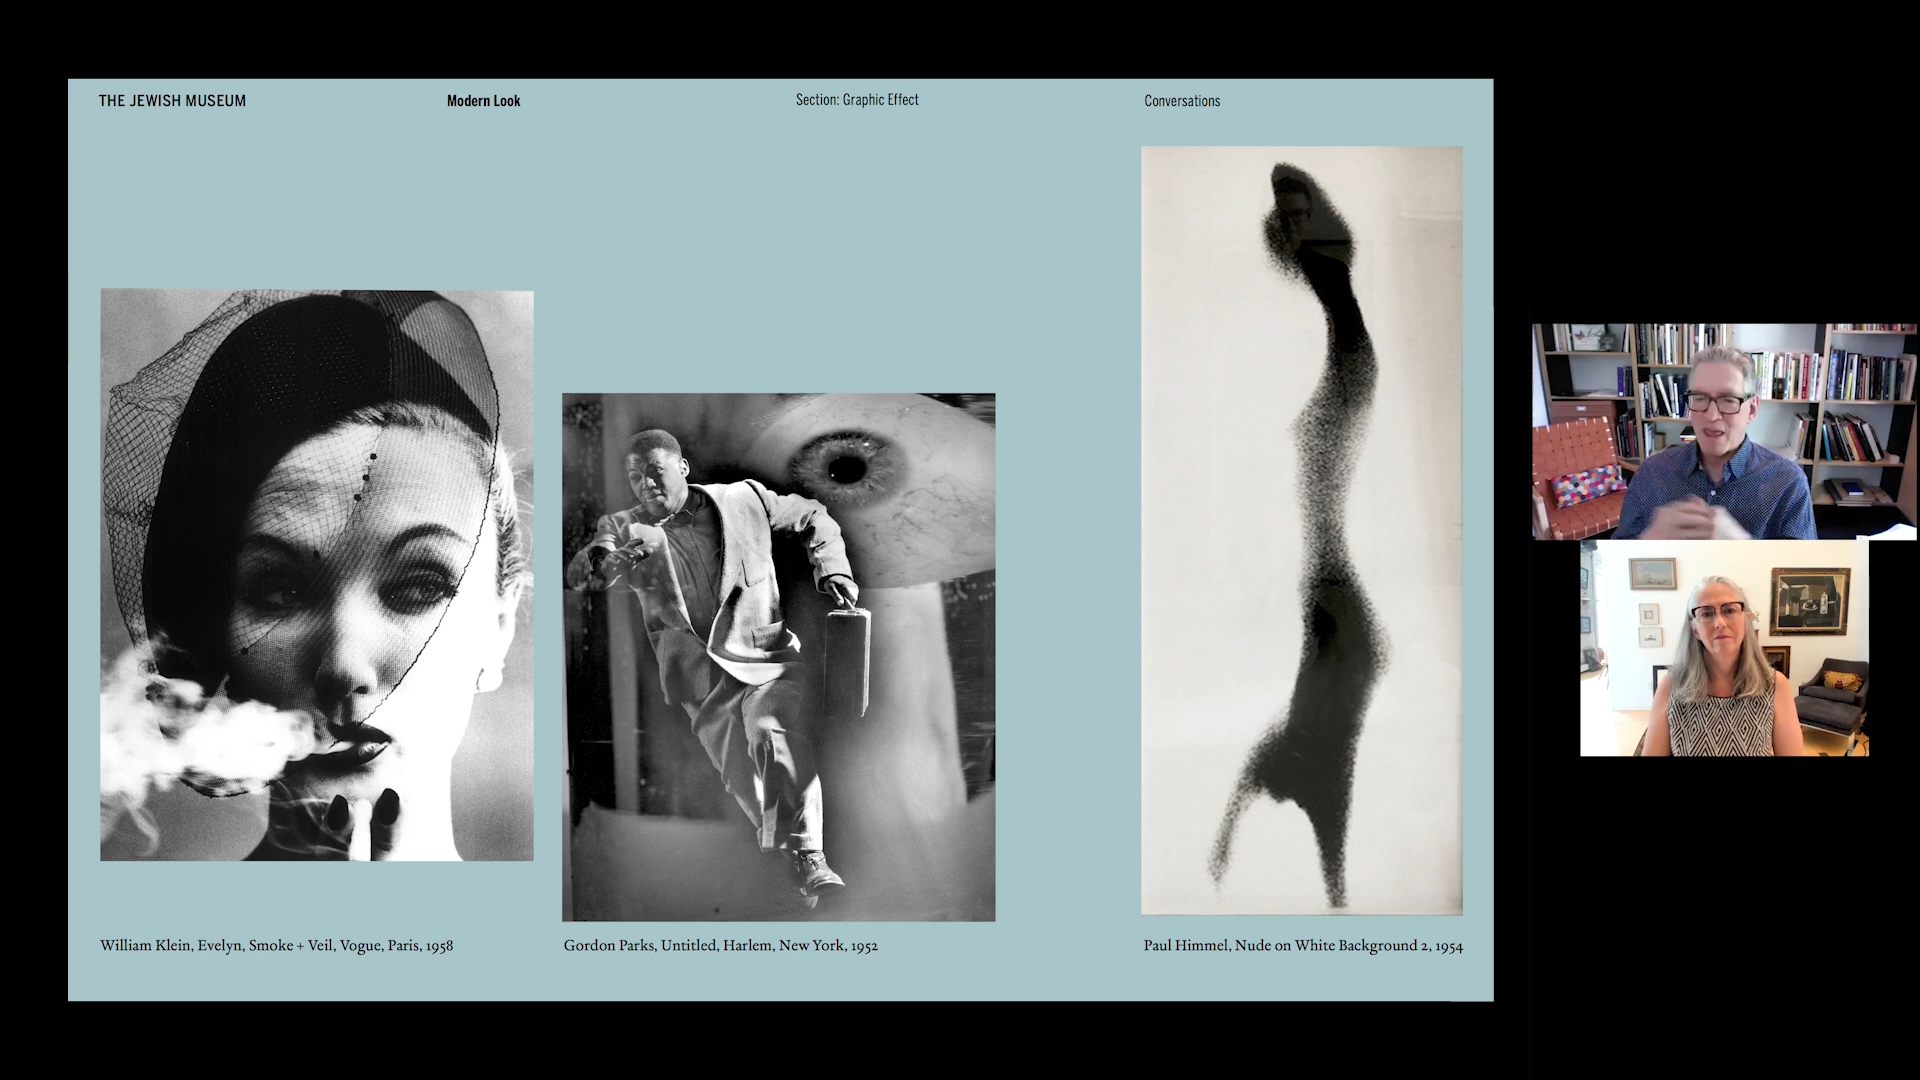 THE JEWISH MUSEUM
Modern Look
Section: Graphic Effect
Conversations
William Klein, Evelyn, Smoke + Veil, Vogue, Paris, 1958
Gordon Parks, Untitled, Harlem, New York, 1952
Paul Himmel, Nude on White Background 2, 1954